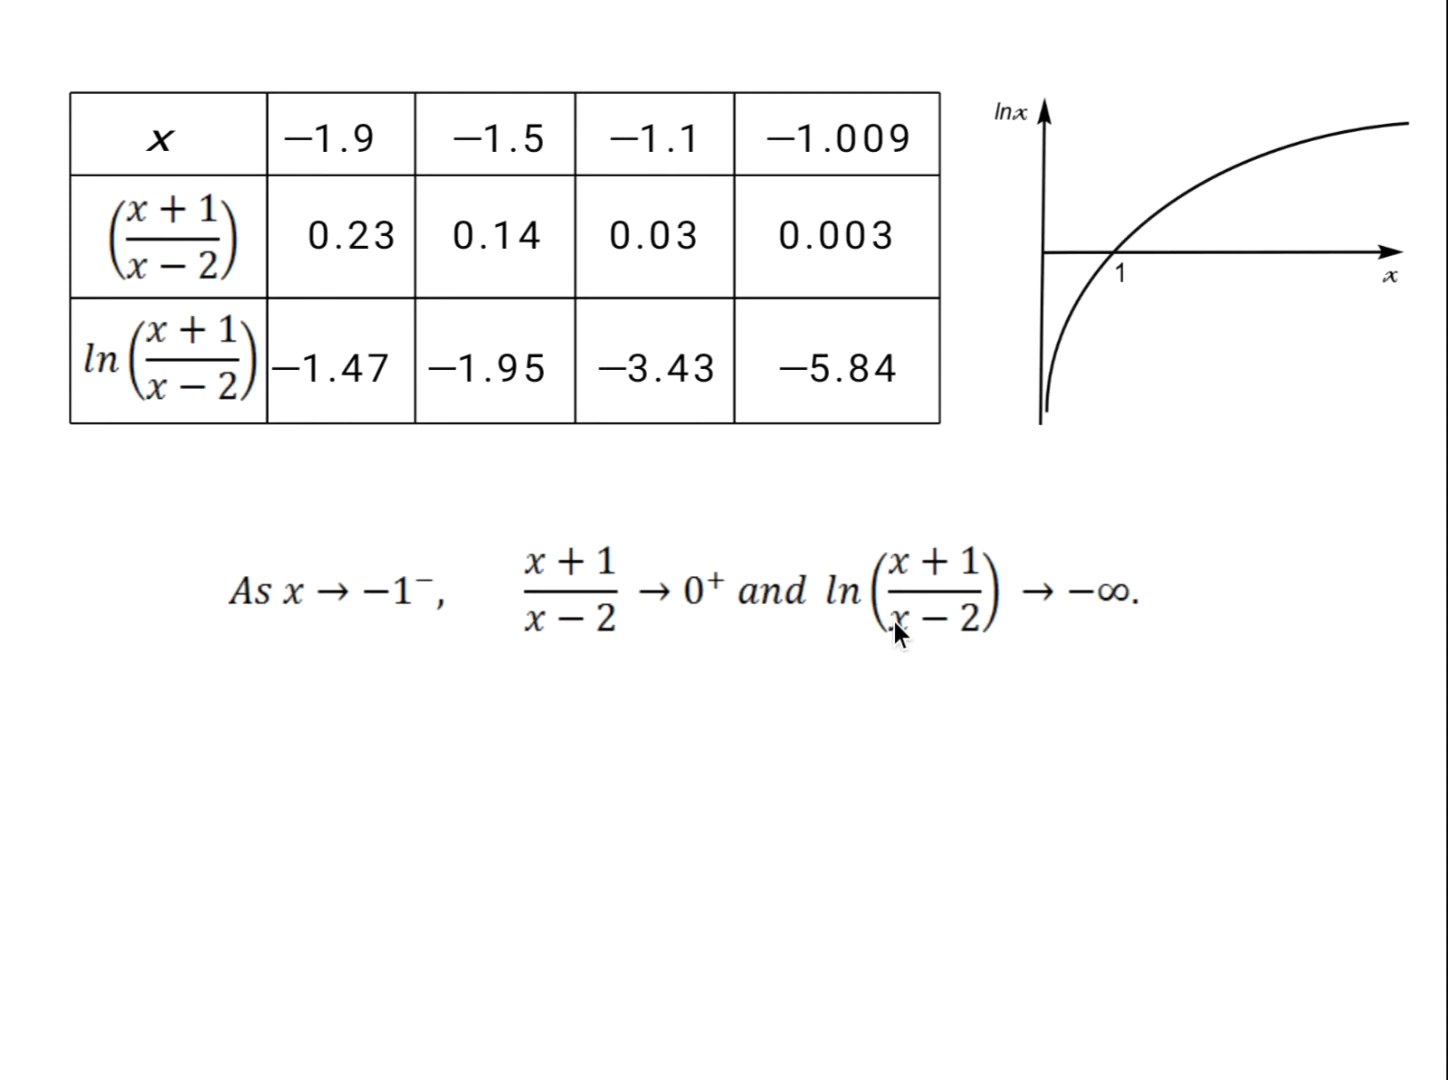 x −1.9 −1.5 −1.1 −1.009
(x + 1 / x − 2) 0.23 0.14 0.03 0.003
ln (x + 1 / x − 2) −1.47 −1.95 −3.43 −5.84
lnx
1
x
As x → −1⁻, x + 1 / x − 2 → 0⁺ and ln (x + 1 / x − 2) → −∞.